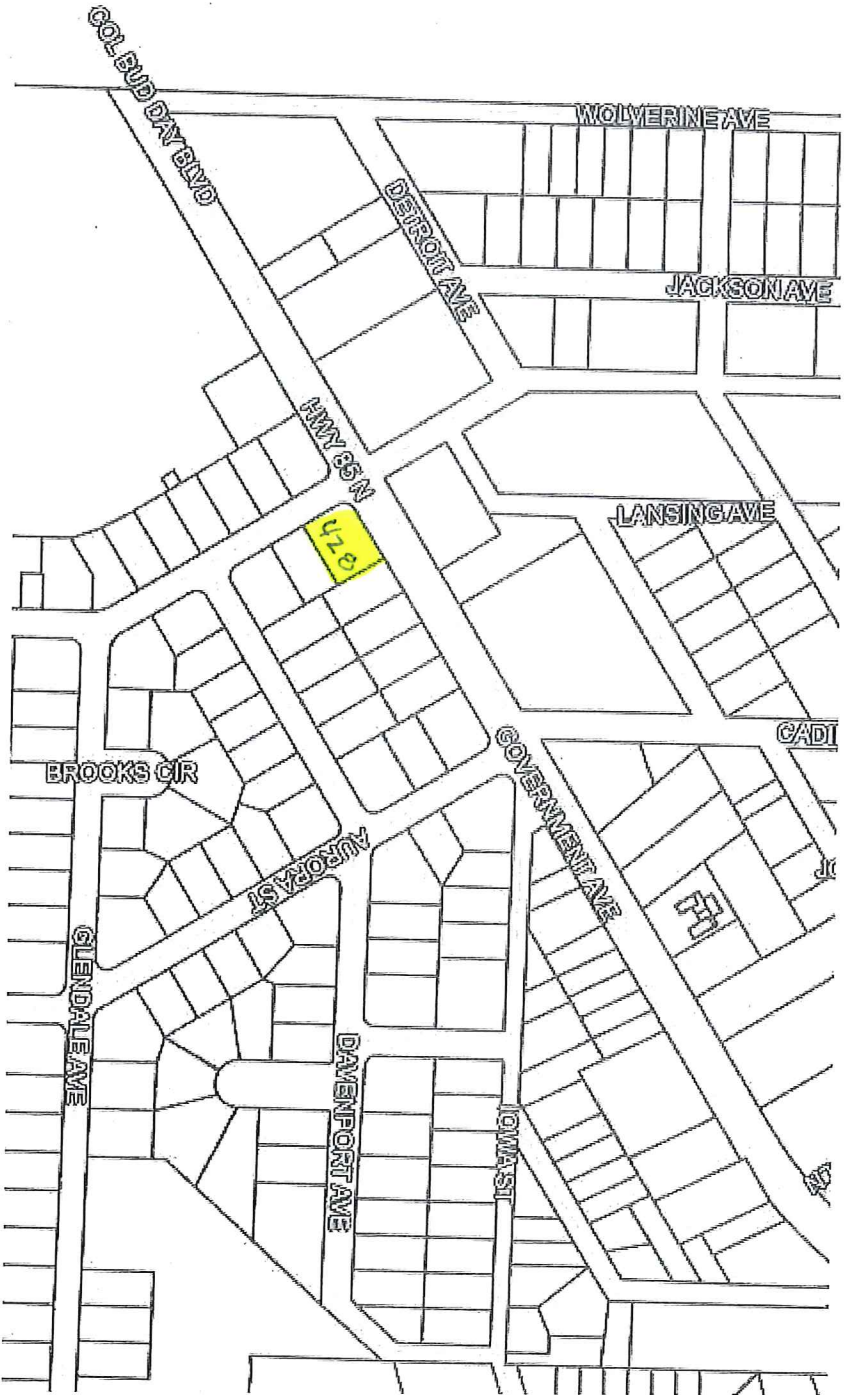 COL BUD DAY BLVD
WOLVERINE AVE
DETROIT AVE
JACKSON AVE
HWY 85 N
LANSING AVE
428
CADI
GOVERNMENT AVE
BROOKS CIR
AURORA ST
GLENDALE AVE
DAVENPORT AVE
IOWA ST